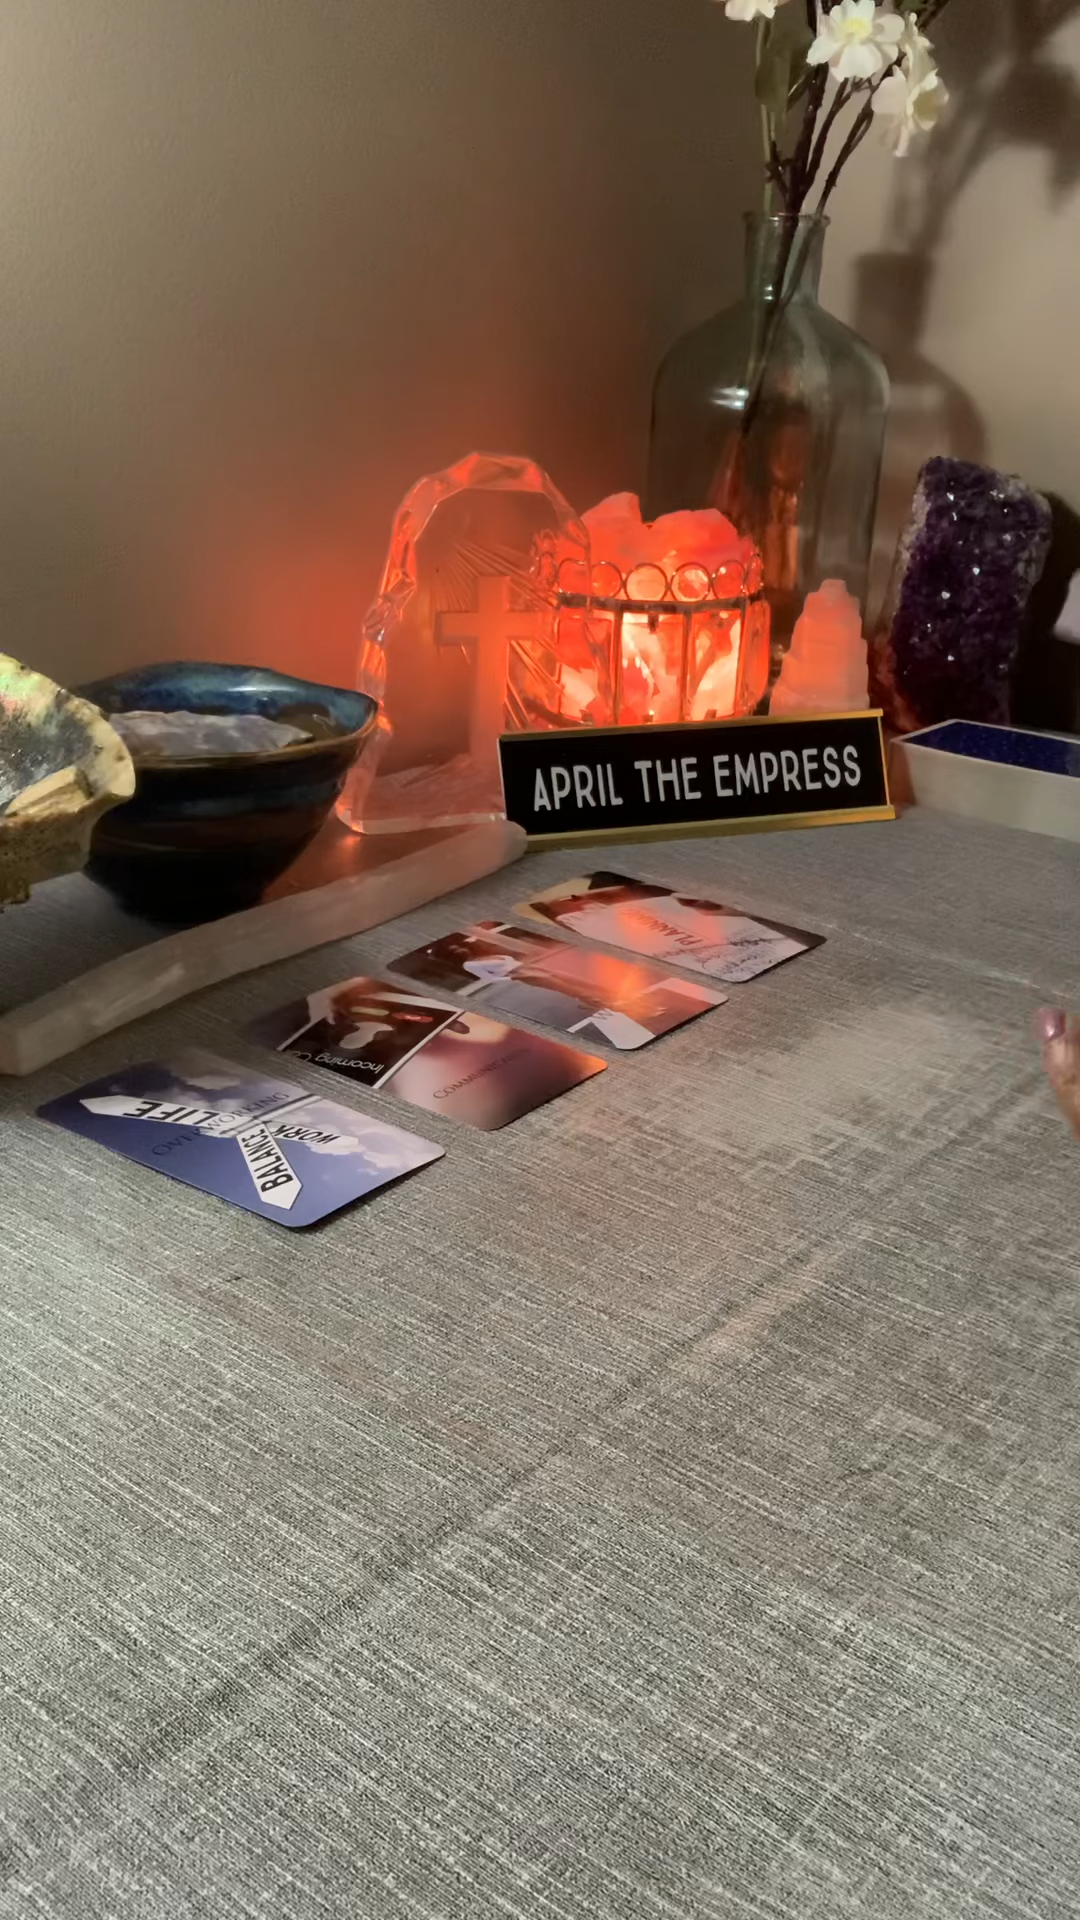 APRIL THE EMPRESS
PLANNING
Incoming C
COMMUNICATION
OVERWORKING
LIFE
WORK
BALANCE